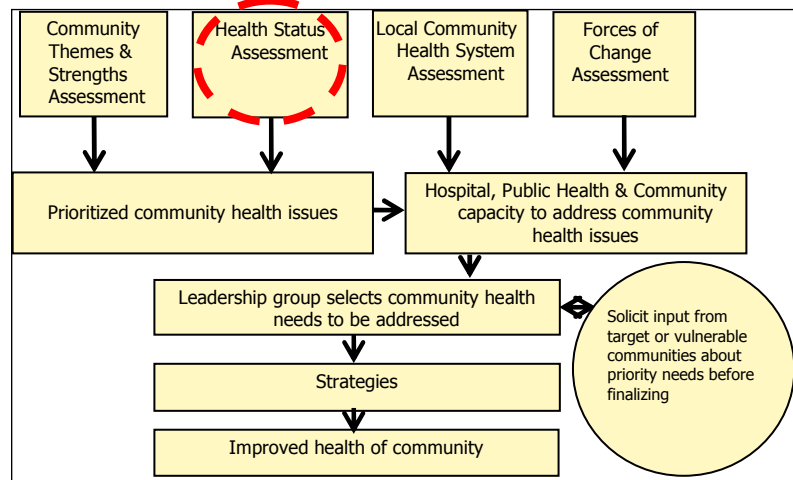 Community
Themes &
Strengths
Assessment
Health Status
Assessment
Local Community
Health System
Assessment
Forces of
Change
Assessment
Prioritized community health issues
Hospital, Public Health & Community
capacity to address community
health issues
Leadership group selects community health
needs to be addressed
Solicit input from
target or vulnerable
communities about
priority needs before
finalizing
Strategies
Improved health of community